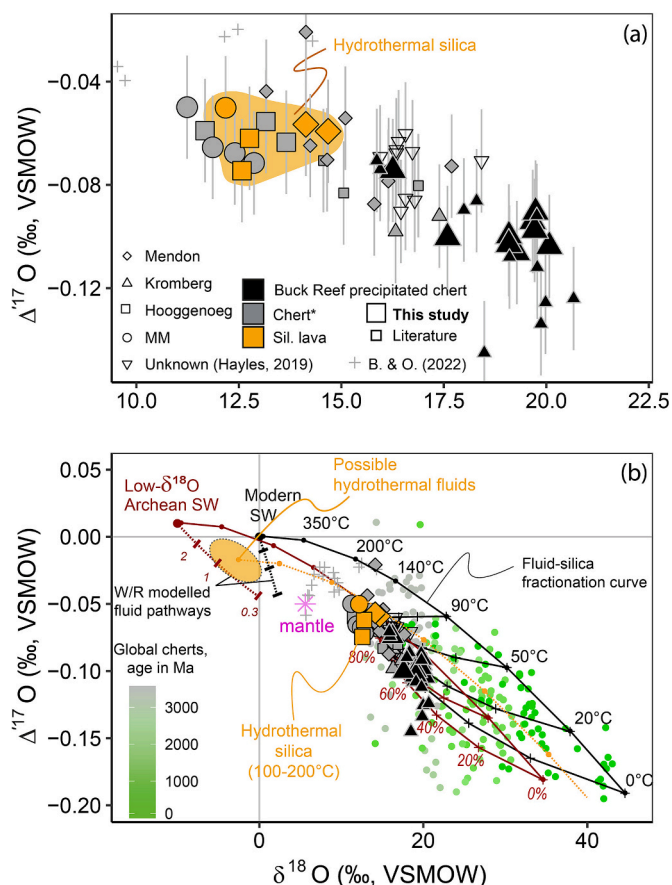 (a)
Hydrothermal silica
−0.04
−0.08
−0.12
Δ'¹⁷O (‰, VSMOW)
Mendon
Kromberg
Hooggenoeg
MM
Unknown (Hayles, 2019)
Buck Reef precipitated chert
Chert*
Sil. lava
This study
Literature
B. & O. (2022)
10.0 12.5 15.0 17.5 20.0 22.5
(b)
Possible
hydrothermal fluids
Low-δ¹⁸O
Archean SW
Modern
SW
350°C
200°C
140°C
90°C
50°C
20°C
0°C
Fluid-silica
fractionation curve
2
1
0.3
W/R modelled
fluid pathways
mantle
Global cherts,
age in Ma
3000
2000
1000
0
80%
60%
40%
20%
0%
Hydrothermal
silica
(100-200°C)
0.05
0.00
−0.05
−0.10
−0.15
−0.20
Δ'¹⁷O (‰, VSMOW)
0 20 40
δ¹⁸O (‰, VSMOW)